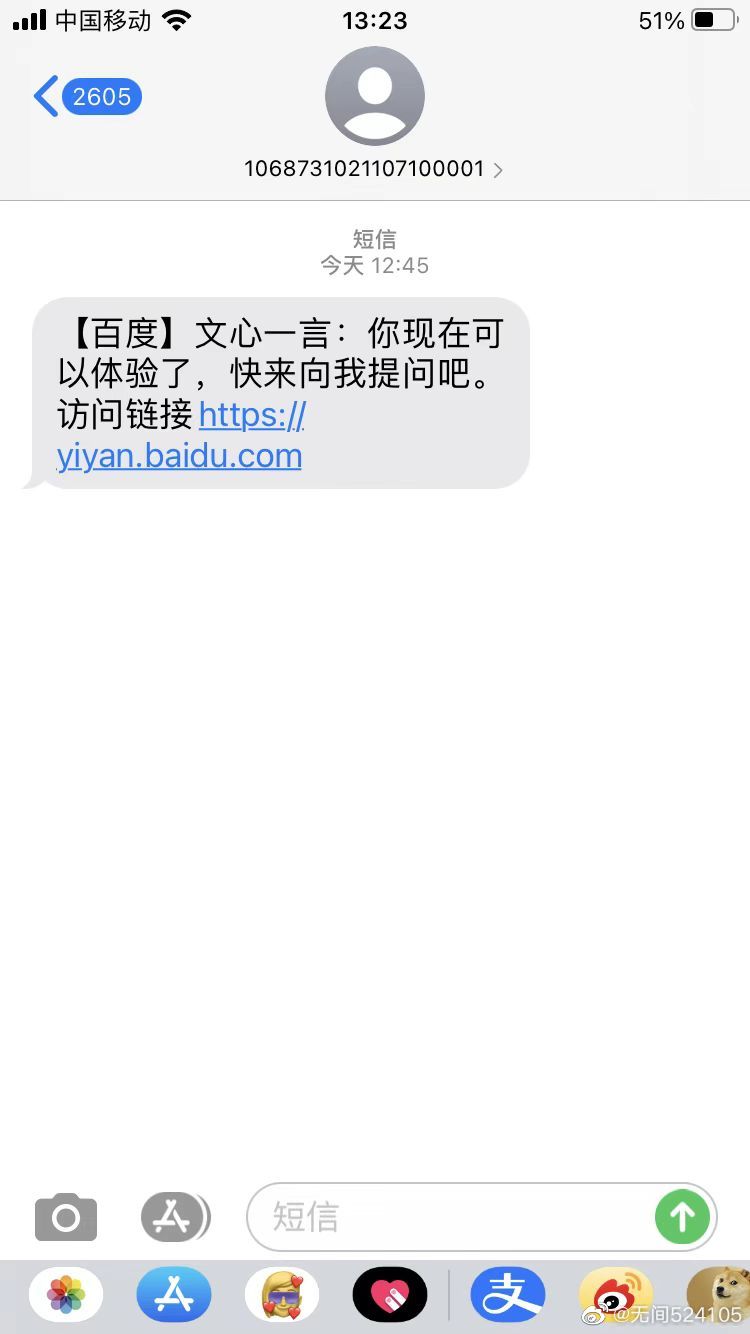 中国移动
13:23
51%
2605
1068731021107100001
短信
今天 12:45
【百度】文心一言：你现在可
以体验了，快来向我提问吧。
访问链接 https://
yiyan.baidu.com
短信
支
@无间524105